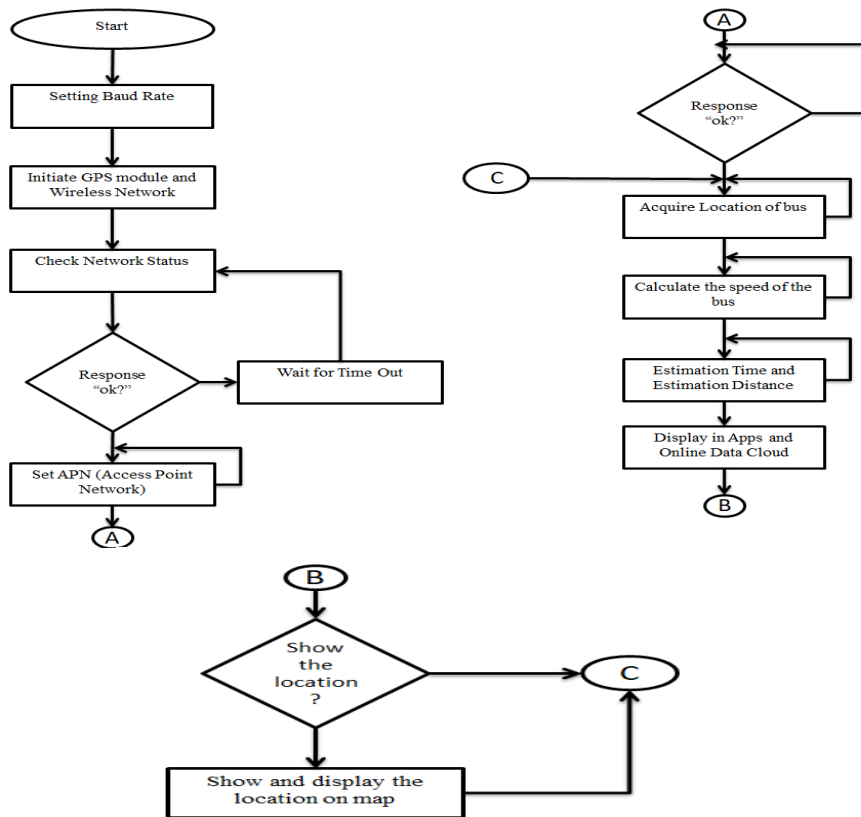 Start
Setting Baud Rate
Initiate GPS module and
Wireless Network
Check Network Status
Response
“ok?”
Wait for Time Out
Set APN (Access Point
Network)
A
A
Response
“ok?”
C
Acquire Location of bus
Calculate the speed of the
bus
Estimation Time and
Estimation Distance
Display in Apps and
Online Data Cloud
B
B
Show
the
location
?
C
Show and display the
location on map